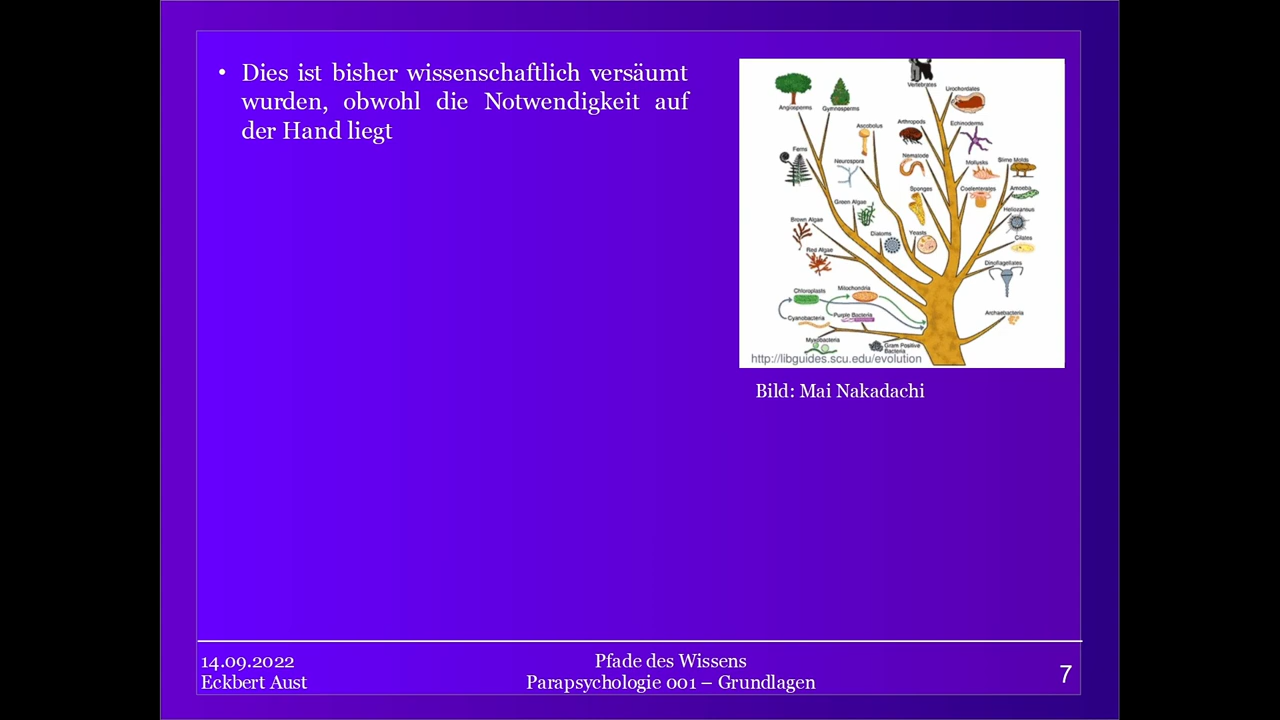 • Dies ist bisher wissenschaftlich versäumt
wurden, obwohl die Notwendigkeit auf
der Hand liegt
Vertebrates
Urochordates
Angiosperms
Gymnosperms
Ascobolus
Arthropods
Echinoderms
Ferns
Neurospora
Nematode
Mollusks
Slime Molds
Sponges
Coelenterates
Amoeba
Green Algae
Heliozoans
Brown Algae
Diatoms
Yeasts
Ciliates
Red Algae
Dinoflagellates
Chloroplasts
Mitochondria
Cyanobacteria
Purple Bacteria
Archaebacteria
Myxobacteria
Gram Positive
Bacteria
http://libguides.scu.edu/evolution
Bild: Mai Nakadachi
14.09.2022
Eckbert Aust
Pfade des Wissens
Parapsychologie 001 – Grundlagen
7